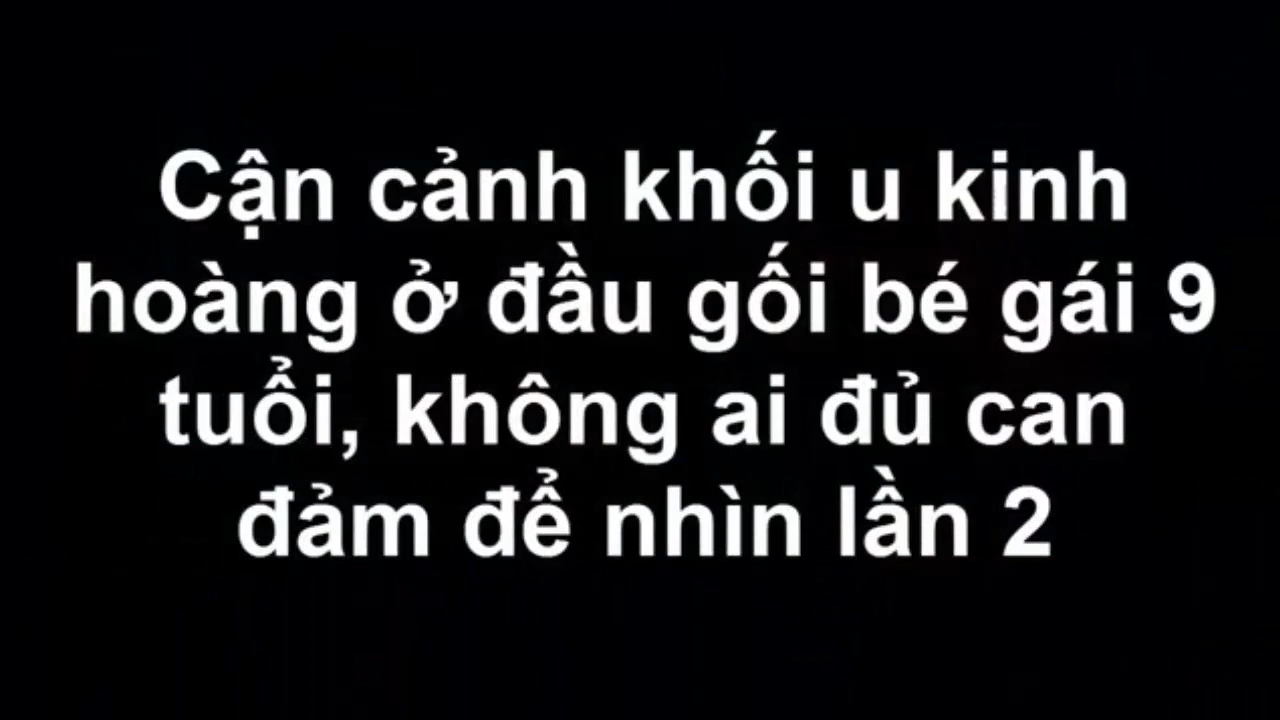 Cận cảnh khối u kinh
hoàng ở đầu gối bé gái 9
tuổi, không ai đủ can
đảm để nhìn lần 2